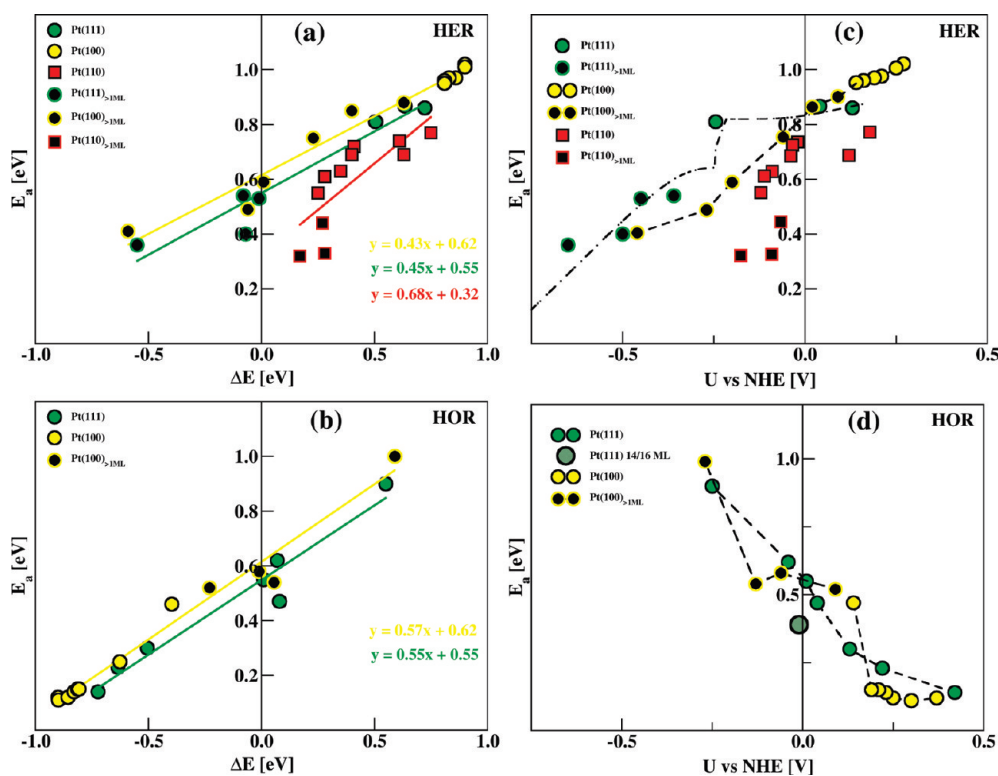 (a) HER
Pt(111)
Pt(100)
Pt(110)
Pt(111)>1ML
Pt(100)>1ML
Pt(110)>1ML
1.0
0.8
0.6
0.4
0.2
Ea [eV]
y = 0.43x + 0.62
y = 0.45x + 0.55
y = 0.68x + 0.32
-1.0 -0.5 0.0 0.5 1.0
ΔE [eV]
(c) HER
Pt(111)
Pt(111)>1ML
Pt(100)
Pt(100)>1ML
Pt(110)
Pt(110)>1ML
1.0
0.8
0.6
0.4
0.2
Ea [eV]
-0.5 0 0.5
U vs NHE [V]
(b) HOR
Pt(111)
Pt(100)
Pt(100)>1ML
1.0
0.8
0.6
0.4
0.2
Ea [eV]
y = 0.57x + 0.62
y = 0.55x + 0.55
-1.0 -0.5 0.0 0.5 1.0
ΔE [eV]
(d) HOR
Pt(111)
Pt(111) 14/16 ML
Pt(100)
Pt(100)>1ML
1.0
0.5
Ea [eV]
-0.5 0.0 0.5
U vs NHE [V]